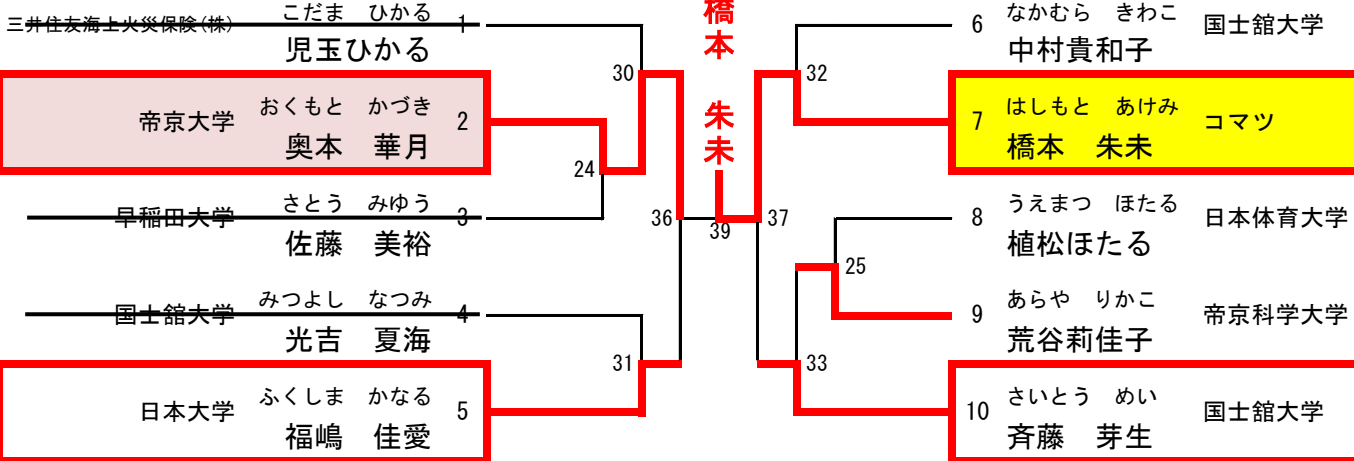 こだま　ひかる
三井住友海上火災保険(株) 1
児玉ひかる
おくもと　かづき
帝京大学 2
奥本　華月
さとう　みゆう
早稲田大学 3
佐藤　美裕
みつよし　なつみ
国士舘大学 4
光吉　夏海
ふくしま　かなる
日本大学 5
福嶋　佳愛
30
24
31
36
橋本　朱未
39
37
32
25
33
なかむら　きわこ
6 国士舘大学
中村貴和子
はしもと　あけみ
7 コマツ
橋本　朱未
うえまつ　ほたる
8 日本体育大学
植松ほたる
あらや　りかこ
9 帝京科学大学
荒谷莉佳子
さいとう　めい
10 国士舘大学
斉藤　芽生